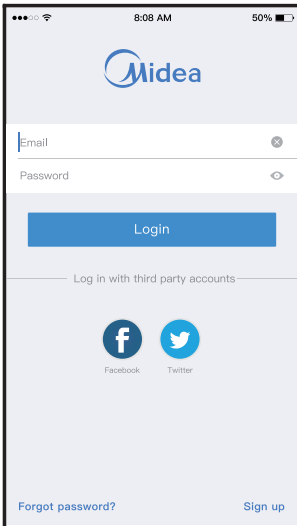 8:08 AM 50%
Midea
Email
Password
Login
Log in with third party accounts
Facebook Twitter
Forgot password? Sign up